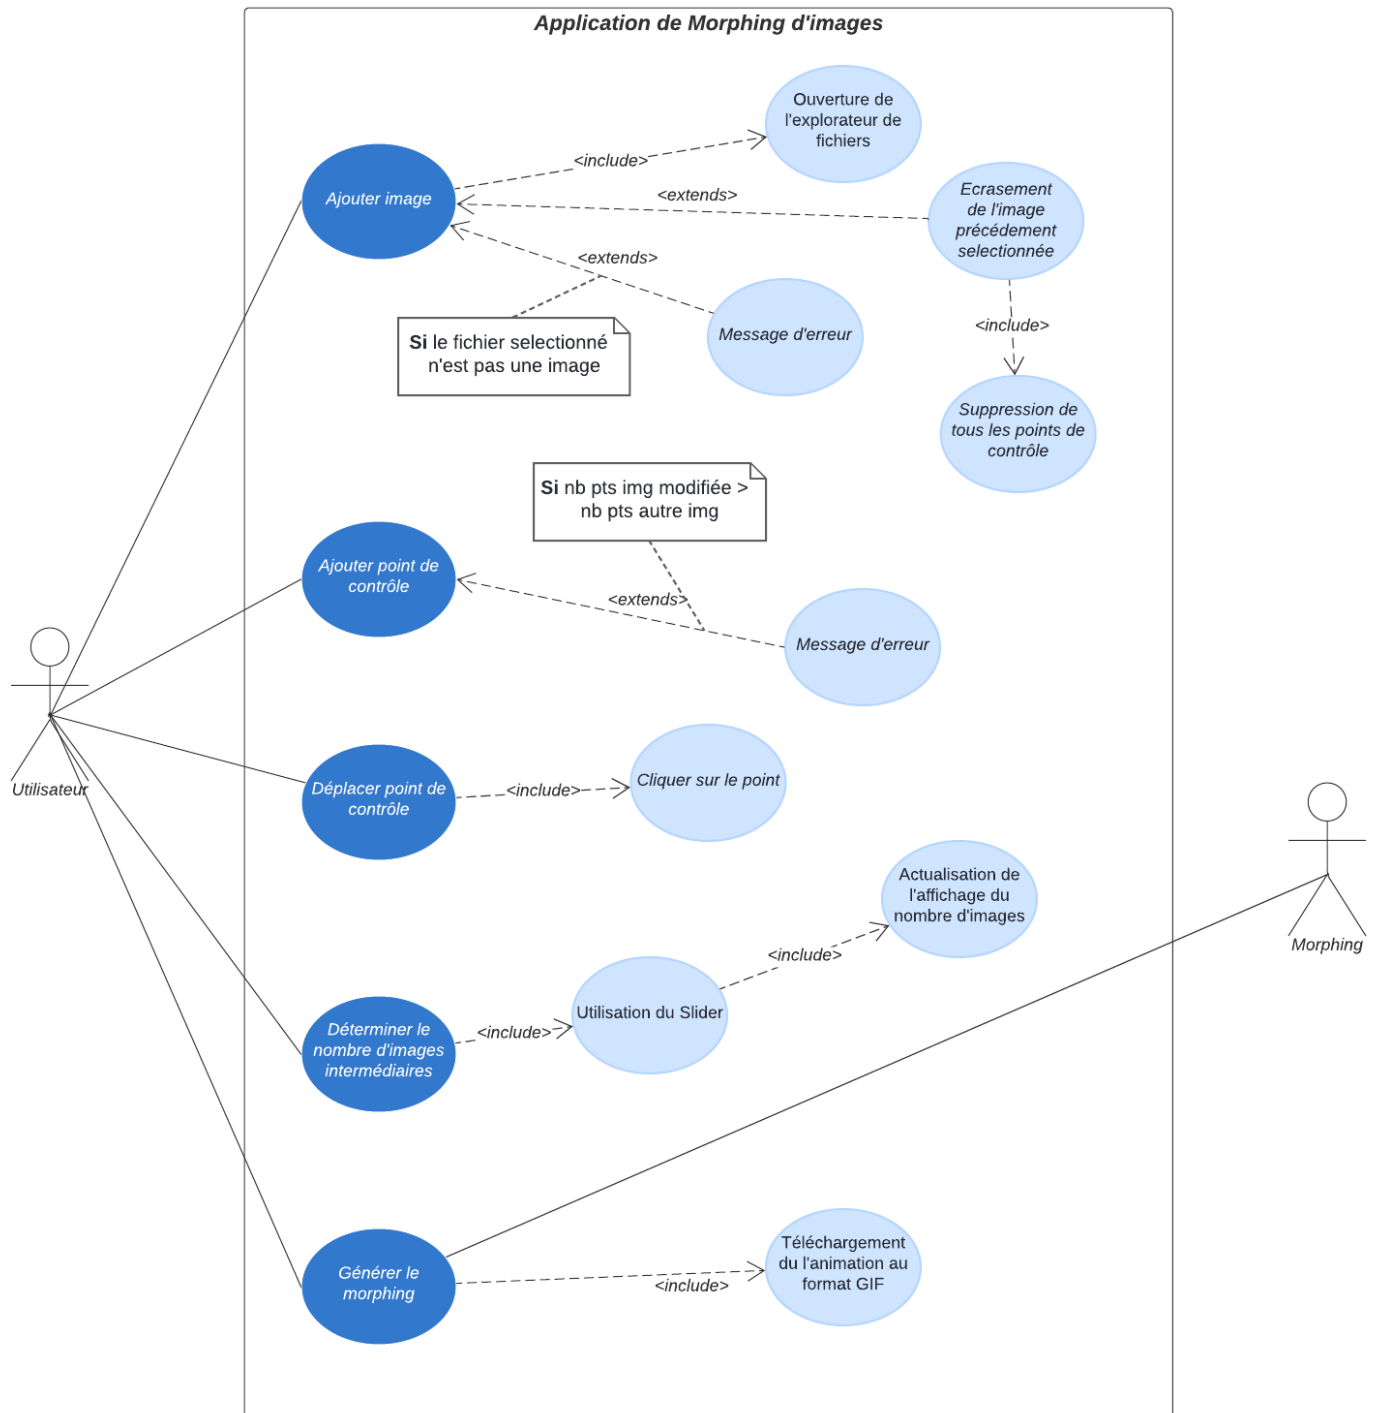 Application de Morphing d'images
Ouverture de
l'explorateur de
fichiers
<include>
Ajouter image
<extends>
Ecrasement
de l'image
précédement
selectionnée
<extends>
<include>
Si le fichier selectionné
n'est pas une image
Message d'erreur
Suppression de
tous les points de
contrôle
Si nb pts img modifiée >
nb pts autre img
Ajouter point de
contrôle
<extends>
Message d'erreur
Utilisateur
Déplacer point de
contrôle
<include>
Cliquer sur le point
Actualisation de
l'affichage du
nombre d'images
Morphing
<include>
Utilisation du Slider
<include>
Déterminer le
nombre d'images
intermédiaires
Générer le
morphing
<include>
Téléchargement
du l'animation au
format GIF